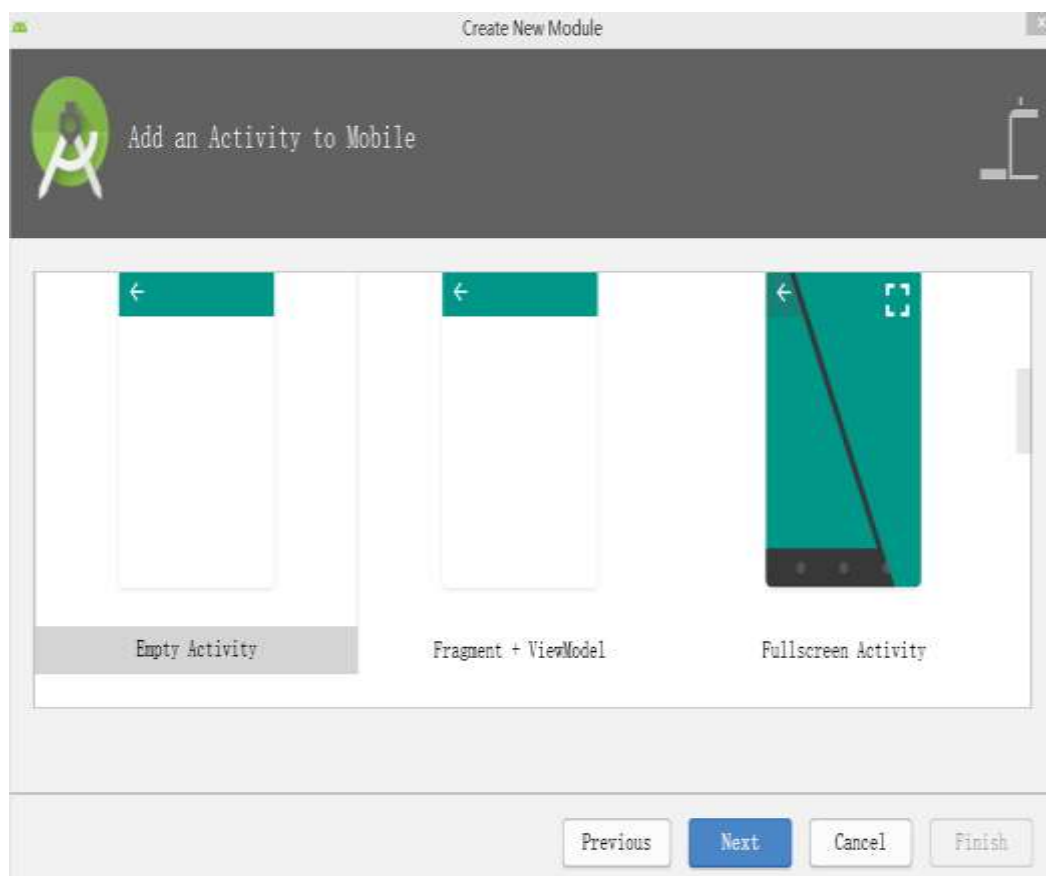 Create New Module
Add an Activity to Mobile
Empty Activity
Fragment + ViewModel
Fullscreen Activity
Previous
Next
Cancel
Finish